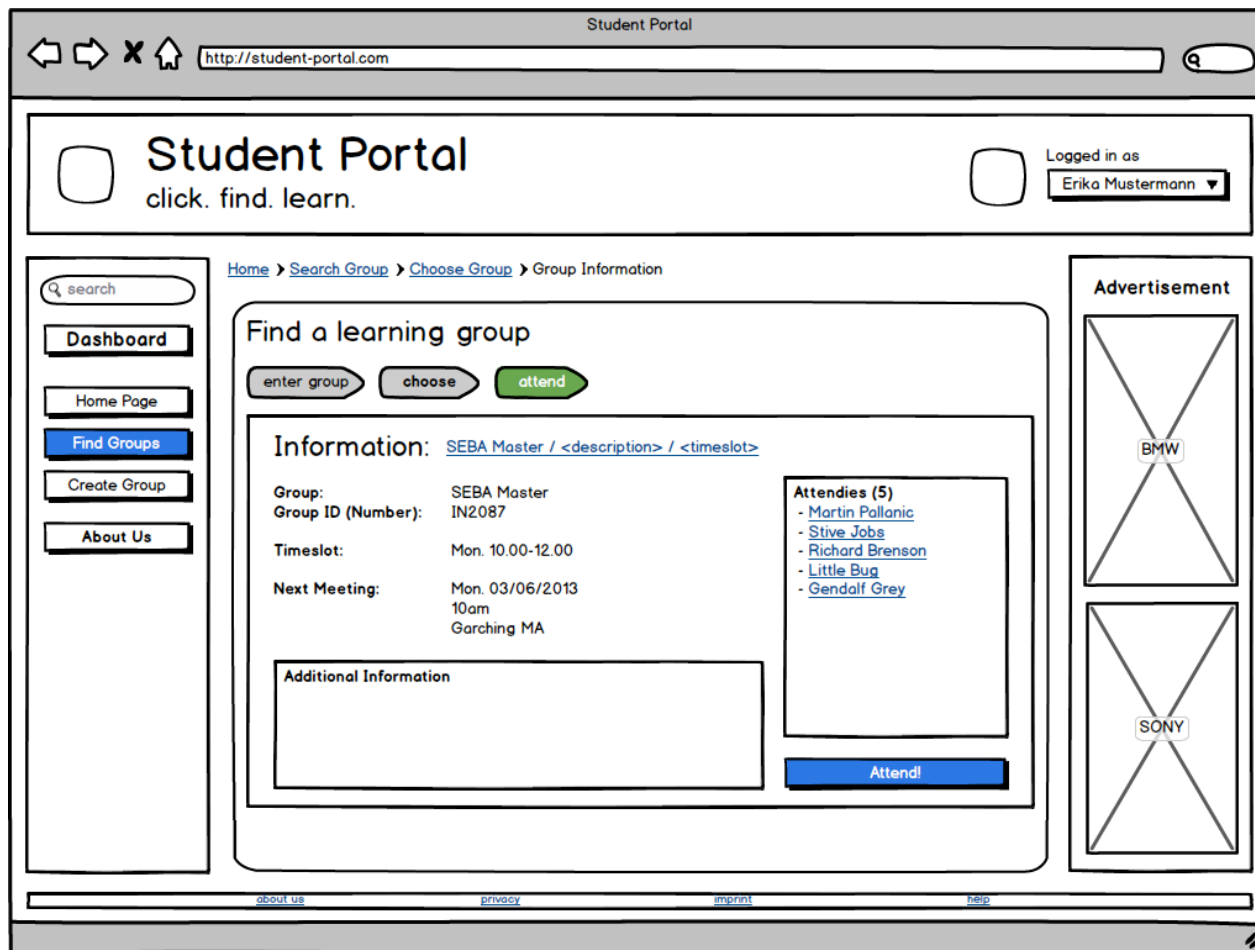 Student Portal
http://student-portal.com
Student Portal
click. find. learn.
Logged in as
Erika Mustermann
search
Dashboard
Home Page
Find Groups
Create Group
About Us
Home > Search Group > Choose Group > Group Information
Find a learning group
enter group
choose
attend
Information: SEBA Master / <description> / <timeslot>
Group: SEBA Master
Group ID (Number): IN2087
Timeslot: Mon. 10.00-12.00
Next Meeting: Mon. 03/06/2013
10am
Garching MA
Additional Information
Attendies (5)
- Martin Pallanic
- Stive Jobs
- Richard Brenson
- Little Bug
- Gendalf Grey
Attend!
Advertisement
BMW
SONY
about us
privacy
imprint
help